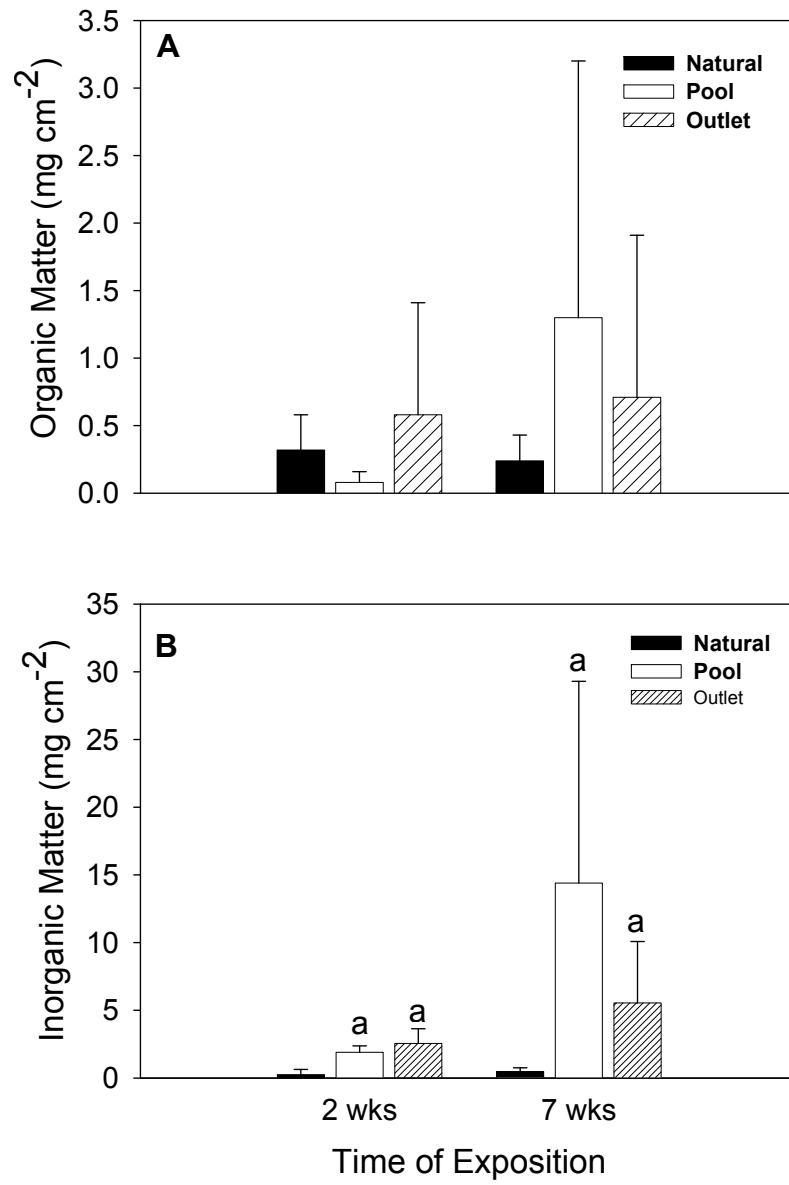 A
Organic Matter (mg cm-2)
3.5
3.0
2.5
2.0
1.5
1.0
0.5
0.0
Natural
Pool
Outlet
B
Inorganic Matter (mg cm-2)
35
30
25
20
15
10
5
0
Natural
Pool
Outlet
a
a
a
a
2 wks
7 wks
Time of Exposition